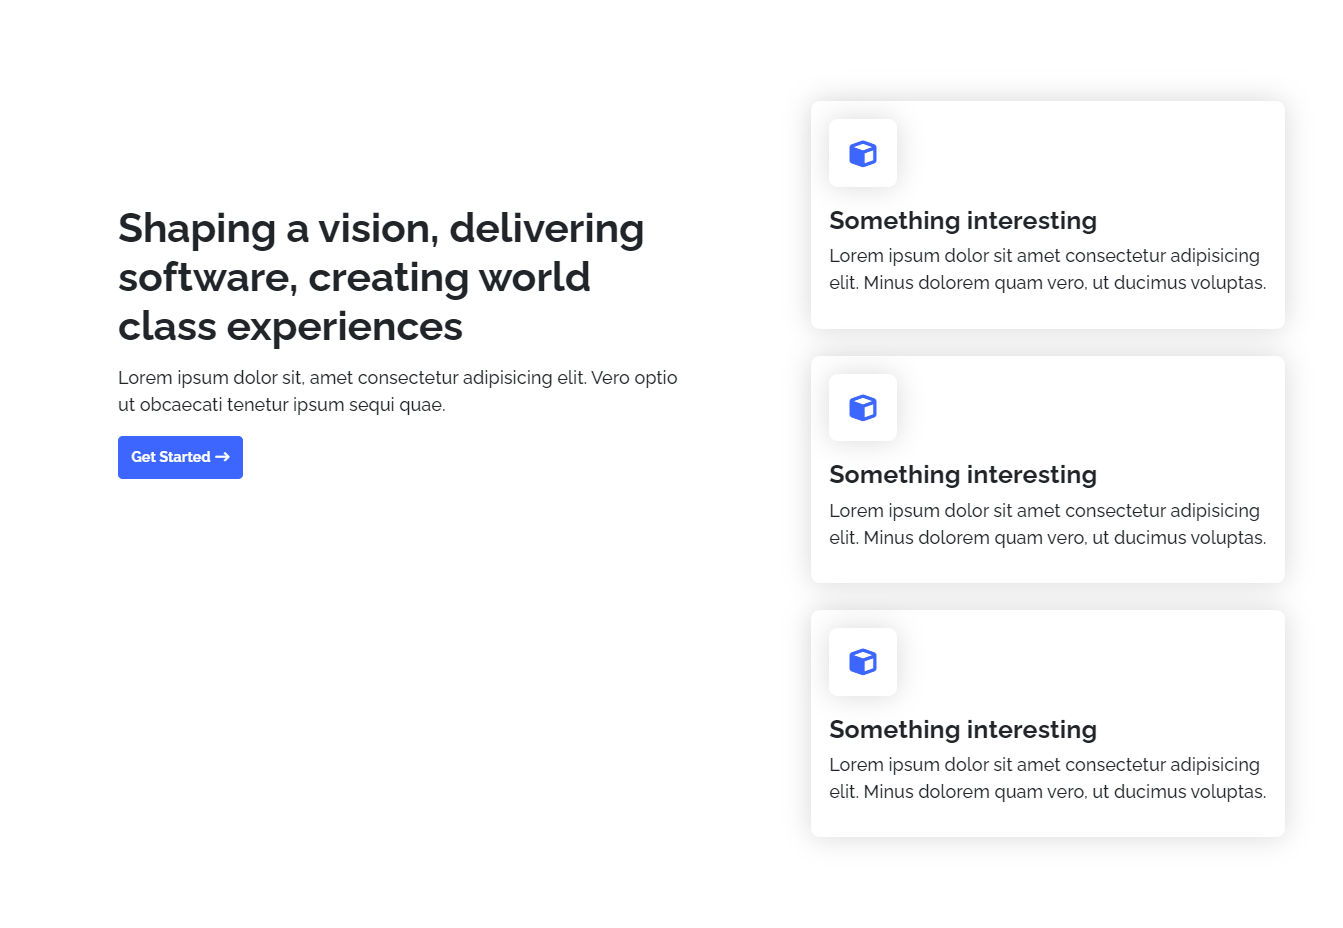 Shaping a vision, delivering
software, creating world
class experiences
Lorem ipsum dolor sit, amet consectetur adipisicing elit. Vero optio
ut obcaecati tenetur ipsum sequi quae.
Get Started →
Something interesting
Lorem ipsum dolor sit amet consectetur adipisicing
elit. Minus dolorem quam vero, ut ducimus voluptas.
Something interesting
Lorem ipsum dolor sit amet consectetur adipisicing
elit. Minus dolorem quam vero, ut ducimus voluptas.
Something interesting
Lorem ipsum dolor sit amet consectetur adipisicing
elit. Minus dolorem quam vero, ut ducimus voluptas.